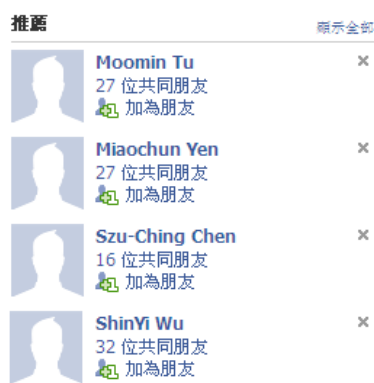 推薦
顯示全部
Moomin Tu
27 位共同朋友
加為朋友
Miaochun Yen
27 位共同朋友
加為朋友
Szu-Ching Chen
16 位共同朋友
加為朋友
ShinYi Wu
32 位共同朋友
加為朋友